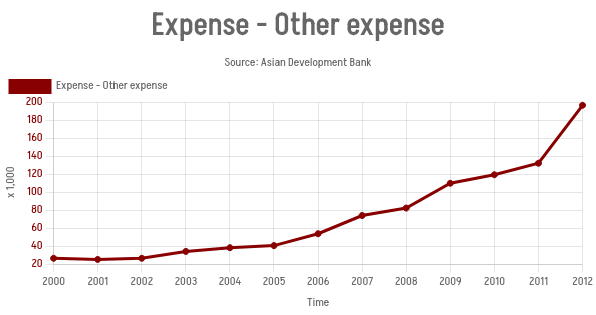 Expense - Other expense
Source: Asian Development Bank
Expense - Other expense
x 1,000
200
180
160
140
120
100
80
60
40
20
2000 2001 2002 2003 2004 2005 2006 2007 2008 2009 2010 2011 2012
Time